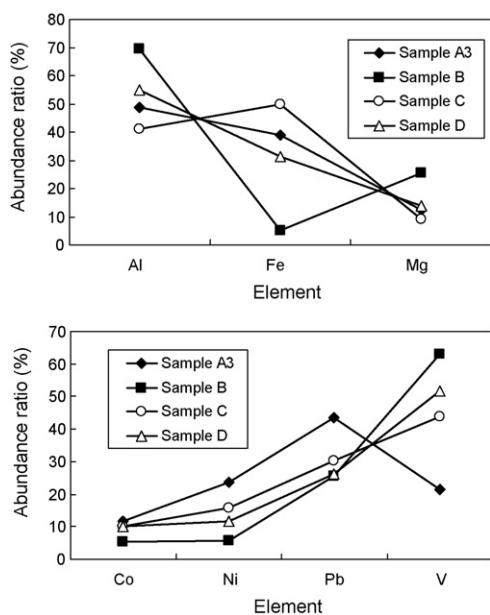 Abundance ratio (%)
80
70
60
50
40
30
20
10
0
Sample A3
Sample B
Sample C
Sample D
Al Fe Mg
Element
Abundance ratio (%)
70
60
50
40
30
20
10
0
Sample A3
Sample B
Sample C
Sample D
Co Ni Pb V
Element